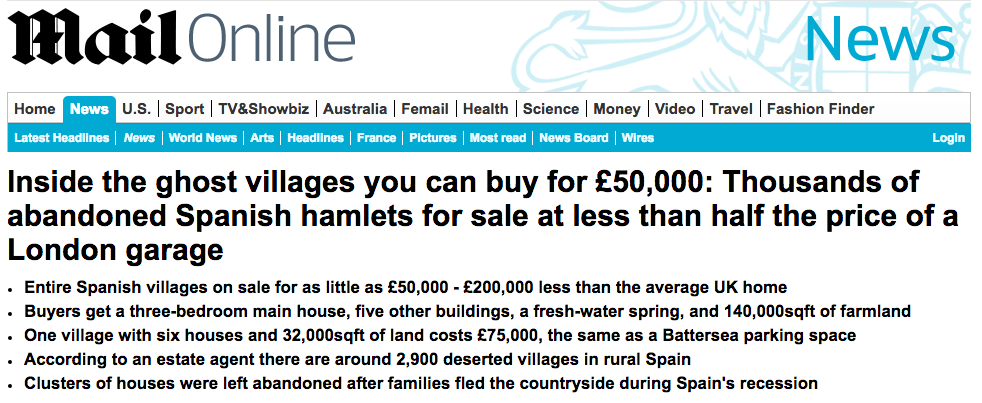 Mail Online
News
Home News U.S. Sport TV&Showbiz Australia Femail Health Science Money Video Travel Fashion Finder
Latest Headlines News World News Arts Headlines France Pictures Most read News Board Wires Login
Inside the ghost villages you can buy for £50,000: Thousands of
abandoned Spanish hamlets for sale at less than half the price of a
London garage
• Entire Spanish villages on sale for as little as £50,000 - £200,000 less than the average UK home
• Buyers get a three-bedroom main house, five other buildings, a fresh-water spring, and 140,000sqft of farmland
• One village with six houses and 32,000sqft of land costs £75,000, the same as a Battersea parking space
• According to an estate agent there are around 2,900 deserted villages in rural Spain
• Clusters of houses were left abandoned after families fled the countryside during Spain's recession